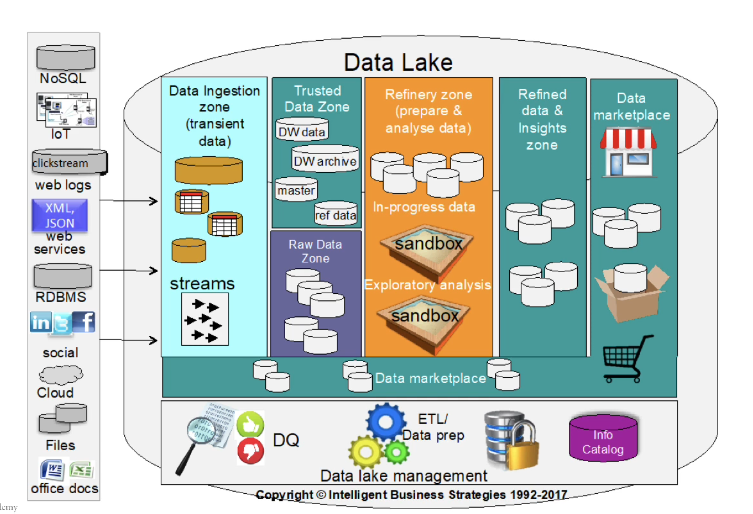 Data Lake
NoSQL
IoT
clickstream
web logs
XML,
JSON
web
services
RDBMS
in
f
social
Cloud
Files
W
office docs
Data Ingestion
zone
(transient
data)
streams
Trusted
Data Zone
DW data
DW archive
master
ref data
Raw Data
Zone
Refinery zone
(prepare &
analyse data)
In-progress data
sandbox
Exploratory analysis
sandbox
Refined
data &
Insights
zone
Data
marketplace
Data marketplace
DQ
ETL/
Data prep
Info
Catalog
Data lake management
Copyright © Intelligent Business Strategies 1992-2017